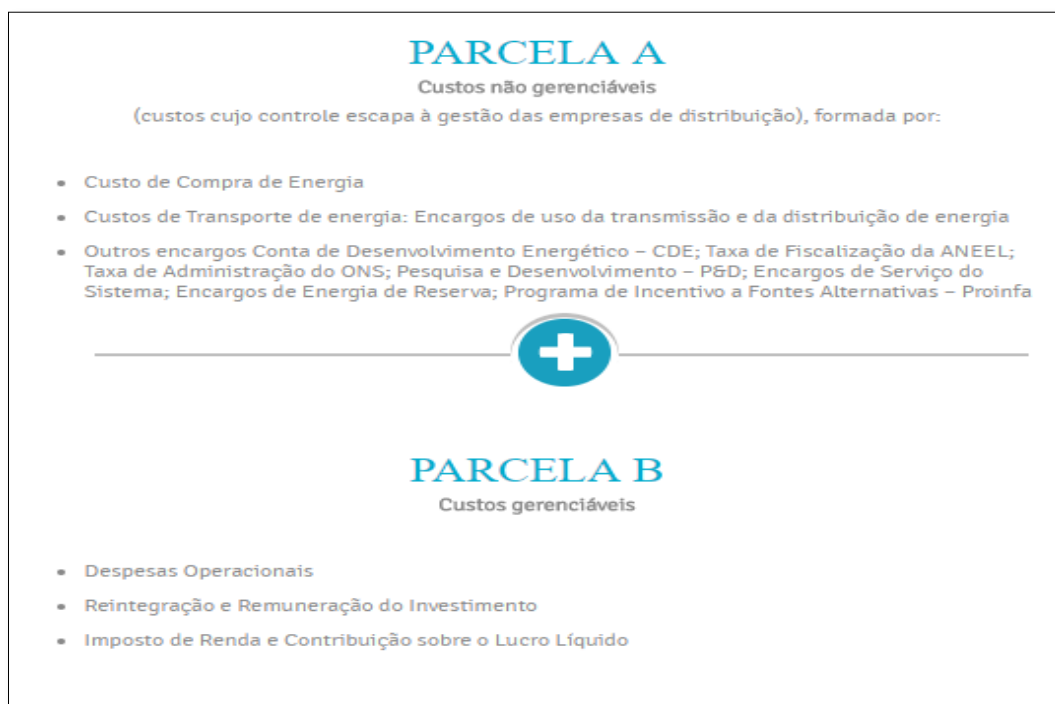 PARCELA A
Custos não gerenciáveis
(custos cujo controle escapa à gestão das empresas de distribuição), formada por:
• Custo de Compra de Energia
• Custos de Transporte de energia: Encargos de uso da transmissão e da distribuição de energia
• Outros encargos Conta de Desenvolvimento Energético – CDE; Taxa de Fiscalização da ANEEL;
Taxa de Administração do ONS; Pesquisa e Desenvolvimento – P&D; Encargos de Serviço do
Sistema; Encargos de Energia de Reserva; Programa de Incentivo a Fontes Alternativas – Proinfa
PARCELA B
Custos gerenciáveis
• Despesas Operacionais
• Reintegração e Remuneração do Investimento
• Imposto de Renda e Contribuição sobre o Lucro Líquido